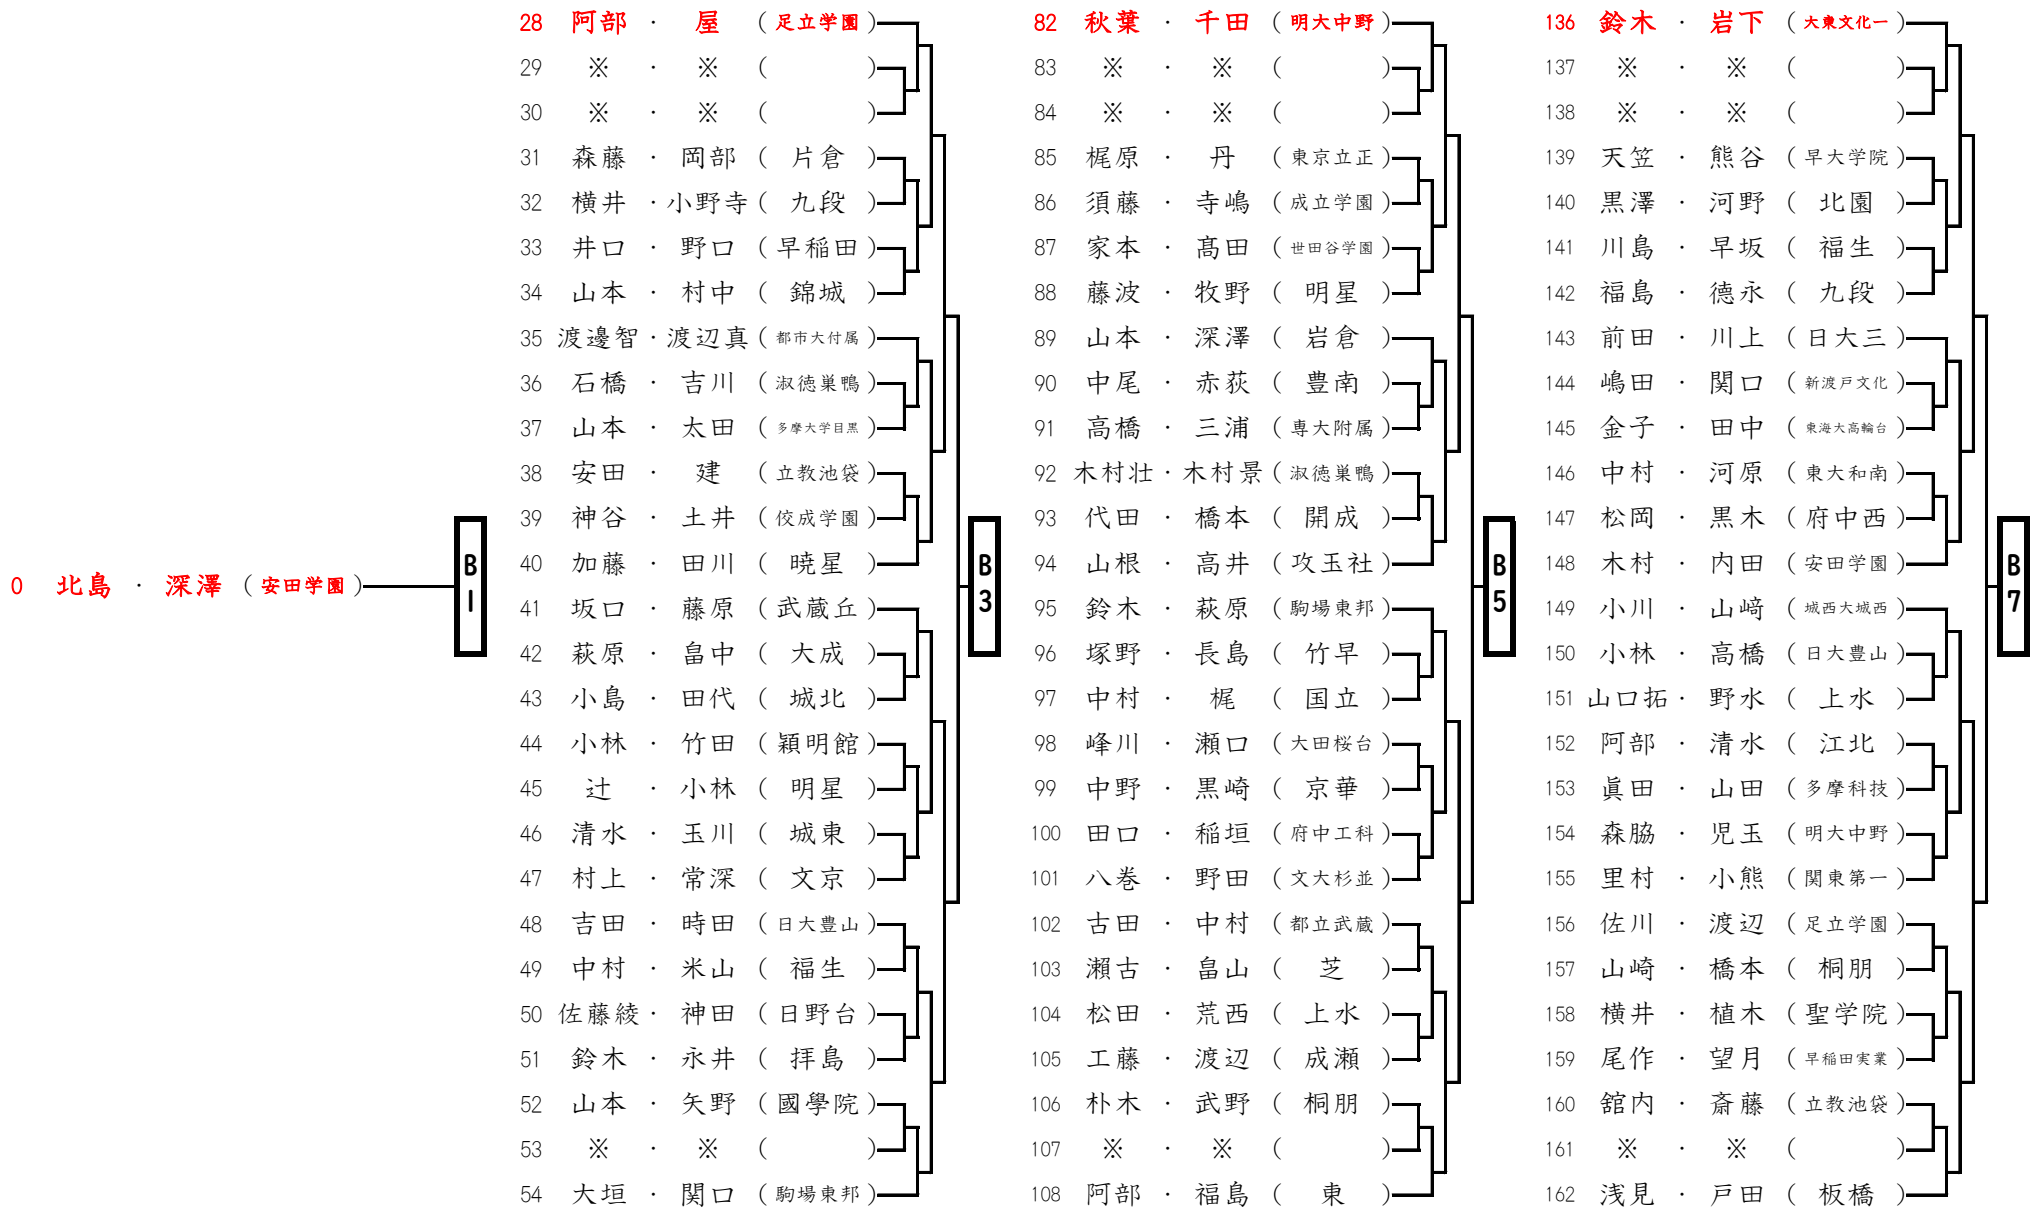 0 北島 ・ 深澤 （ 安田学園 ）
B1
28 阿部 ・ 屋 （ 足立学園 ）
29 ※ ・ ※ （ ）
30 ※ ・ ※ （ ）
31 森藤 ・ 岡部 （ 片倉 ）
32 横井 ・ 小野寺 （ 九段 ）
33 井口 ・ 野口 （ 早稲田 ）
34 山本 ・ 村中 （ 錦城 ）
35 渡邊智 ・ 渡辺真 （ 都市大付属 ）
36 石橋 ・ 吉川 （ 淑徳巣鴨 ）
37 山本 ・ 太田 （ 多摩大学目黒 ）
38 安田 ・ 建 （ 立教池袋 ）
39 神谷 ・ 土井 （ 佼成学園 ）
40 加藤 ・ 田川 （ 暁星 ）
41 坂口 ・ 藤原 （ 武蔵丘 ）
42 萩原 ・ 畠中 （ 大成 ）
43 小島 ・ 田代 （ 城北 ）
44 小林 ・ 竹田 （ 穎明館 ）
45 辻 ・ 小林 （ 明星 ）
46 清水 ・ 玉川 （ 城東 ）
47 村上 ・ 常深 （ 文京 ）
48 吉田 ・ 時田 （ 日大豊山 ）
49 中村 ・ 米山 （ 福生 ）
50 佐藤綾 ・ 神田 （ 日野台 ）
51 鈴木 ・ 永井 （ 拝島 ）
52 山本 ・ 矢野 （ 國學院 ）
53 ※ ・ ※ （ ）
54 大垣 ・ 関口 （ 駒場東邦 ）
B3
82 秋葉 ・ 千田 （ 明大中野 ）
83 ※ ・ ※ （ ）
84 ※ ・ ※ （ ）
85 梶原 ・ 丹 （ 東京立正 ）
86 須藤 ・ 寺嶋 （ 成立学園 ）
87 家本 ・ 髙田 （ 世田谷学園 ）
88 藤波 ・ 牧野 （ 明星 ）
89 山本 ・ 深澤 （ 岩倉 ）
90 中尾 ・ 赤荻 （ 豊南 ）
91 高橋 ・ 三浦 （ 専大附属 ）
92 木村壮 ・ 木村景 （ 淑徳巣鴨 ）
93 代田 ・ 橋本 （ 開成 ）
94 山根 ・ 高井 （ 攻玉社 ）
95 鈴木 ・ 萩原 （ 駒場東邦 ）
96 塚野 ・ 長島 （ 竹早 ）
97 中村 ・ 梶 （ 国立 ）
98 峰川 ・ 瀬口 （ 大田桜台 ）
99 中野 ・ 黒崎 （ 京華 ）
100 田口 ・ 稲垣 （ 府中工科 ）
101 八巻 ・ 野田 （ 文大杉並 ）
102 古田 ・ 中村 （ 都立武蔵 ）
103 瀬古 ・ 畠山 （ 芝 ）
104 松田 ・ 荒西 （ 上水 ）
105 工藤 ・ 渡辺 （ 成瀬 ）
106 朴木 ・ 武野 （ 桐朋 ）
107 ※ ・ ※ （ ）
108 阿部 ・ 福島 （ 東 ）
B5
136 鈴木 ・ 岩下 （ 大東文化一 ）
137 ※ ・ ※ （ ）
138 ※ ・ ※ （ ）
139 天笠 ・ 熊谷 （ 早大学院 ）
140 黒澤 ・ 河野 （ 北園 ）
141 川島 ・ 早坂 （ 福生 ）
142 福島 ・ 德永 （ 九段 ）
143 前田 ・ 川上 （ 日大三 ）
144 嶋田 ・ 関口 （ 新渡戸文化 ）
145 金子 ・ 田中 （ 東海大高輪台 ）
146 中村 ・ 河原 （ 東大和南 ）
147 松岡 ・ 黒木 （ 府中西 ）
148 木村 ・ 内田 （ 安田学園 ）
149 小川 ・ 山﨑 （ 城西大城西 ）
150 小林 ・ 高橋 （ 日大豊山 ）
151 山口拓 ・ 野水 （ 上水 ）
152 阿部 ・ 清水 （ 江北 ）
153 眞田 ・ 山田 （ 多摩科技 ）
154 森脇 ・ 児玉 （ 明大中野 ）
155 里村 ・ 小熊 （ 関東第一 ）
156 佐川 ・ 渡辺 （ 足立学園 ）
157 山崎 ・ 橋本 （ 桐朋 ）
158 横井 ・ 植木 （ 聖学院 ）
159 尾作 ・ 望月 （ 早稲田実業 ）
160 舘内 ・ 斎藤 （ 立教池袋 ）
161 ※ ・ ※ （ ）
162 浅見 ・ 戸田 （ 板橋 ）
B7